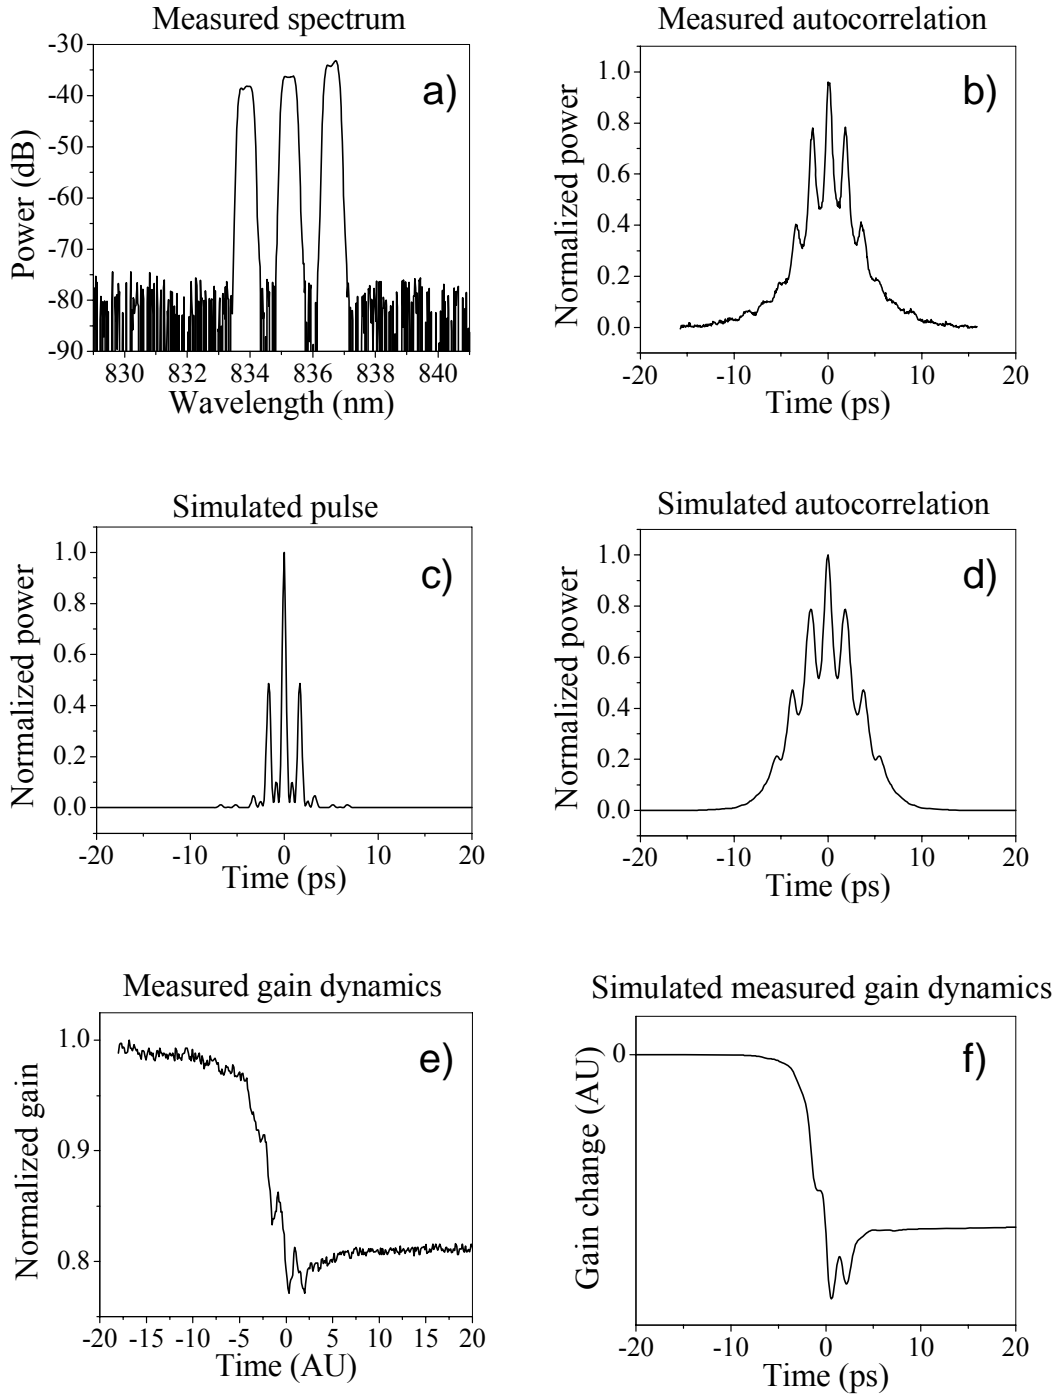 Measured spectrum
-30
-40
-50
-60
-70
-80
-90
830 832 834 836 838 840
Power (dB)
Wavelength (nm)
a)
Measured autocorrelation
1.0
0.8
0.6
0.4
0.2
0.0
-20 -10 0 10 20
Normalized power
Time (ps)
b)
Simulated pulse
1.0
0.8
0.6
0.4
0.2
0.0
-20 -10 0 10 20
Normalized power
Time (ps)
c)
Simulated autocorrelation
1.0
0.8
0.6
0.4
0.2
0.0
-20 -10 0 10 20
Normalized power
Time (ps)
d)
Measured gain dynamics
1.0
0.9
0.8
-20 -15 -10 -5 0 5 10 15 20
Normalized gain
Time (AU)
e)
Simulated measured gain dynamics
0
-20 -10 0 10 20
Gain change (AU)
Time (ps)
f)